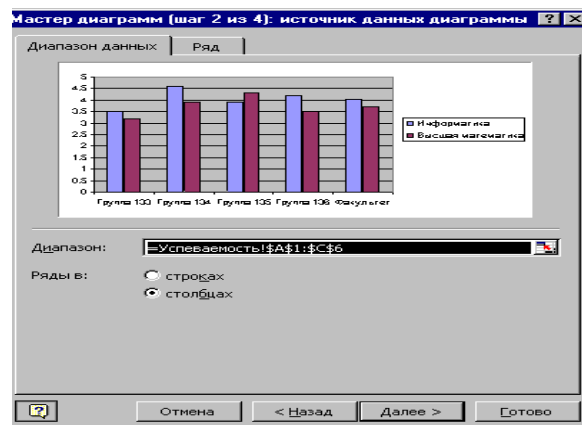 Мастер диаграмм (шаг 2 из 4): источник данных диаграммы
Диапазон данных Ряд
5
4.5
4
3.5
3
2.5
2
1.5
1
0.5
0
Информатика
Высшая математика
Группа 133 Группа 134 Группа 135 Группа 136 Факультет
Диапазон: =Успеваемость!$A$1:$C$6
Ряды в: строках
столбцах
Отмена < Назад Далее > Готово